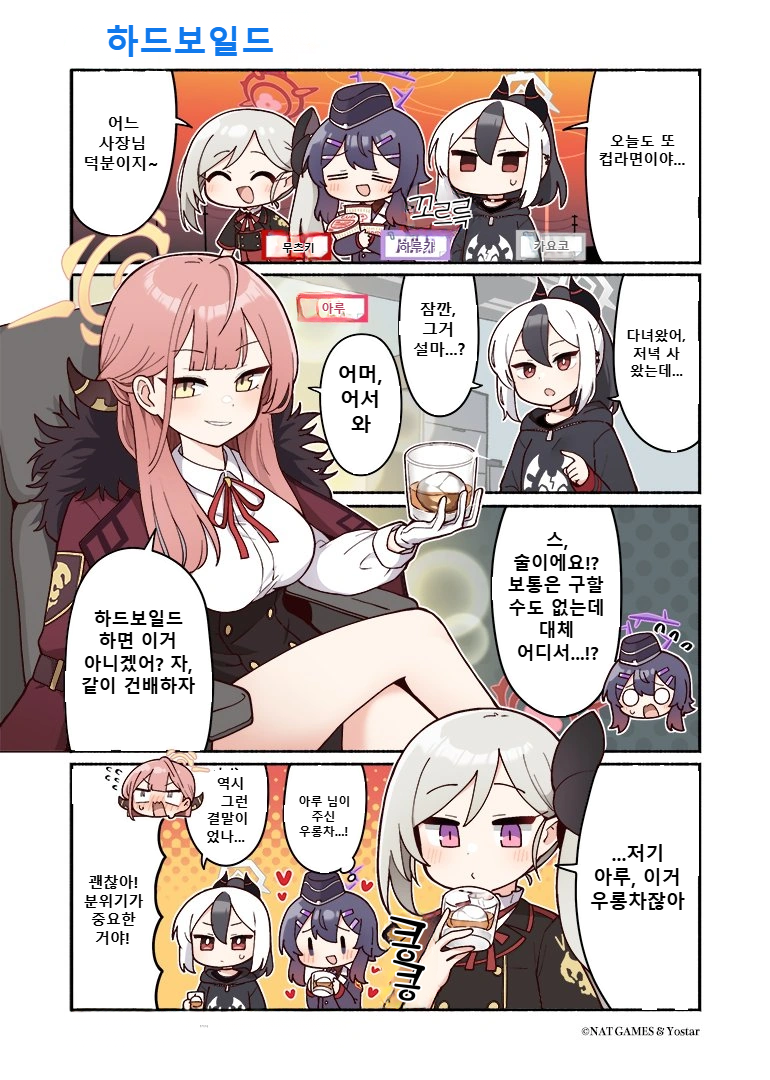 하드보일드
오늘도 또
컵라면이야...
어느
사장님
덕분이지~
꼬르륵
무츠키
하루카
카요코
다녀왔어,
저녁 사
왔는데...
잠깐,
그거
설마...?
아루
어머,
어서
와
스,
술이에요!?
보통은 구할
수도 없는데
대체
어디서...!?
하드보일드
하면 이거
아니겠어? 자,
같이 건배하자
...저기
아루, 이거
우롱차잖아
아루 님이
주신
우롱차...!
역시
그런
결말이
었나...
괜찮아!
분위기가
중요한
거야!
©NAT GAMES & Yostar